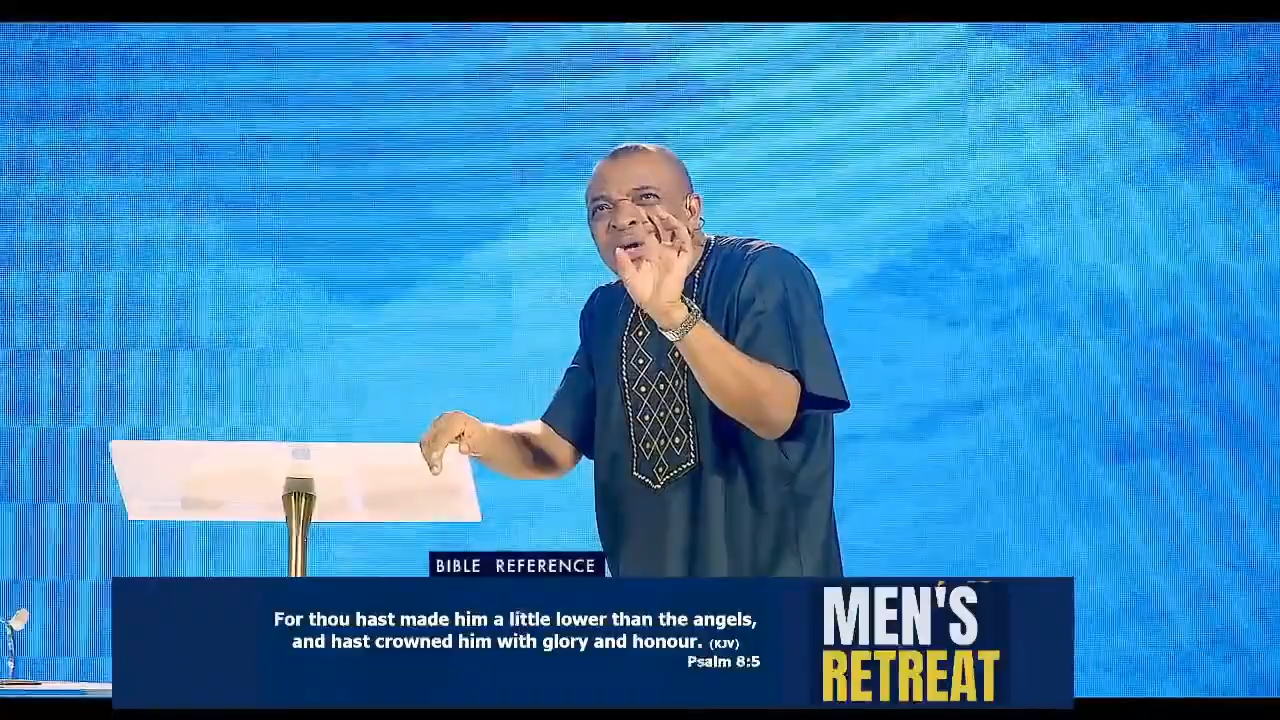 BIBLE REFERENCE
For thou hast made him a little lower than the angels,
and hast crowned him with glory and honour. (KJV)
Psalm 8:5
MEN'S
RETREAT